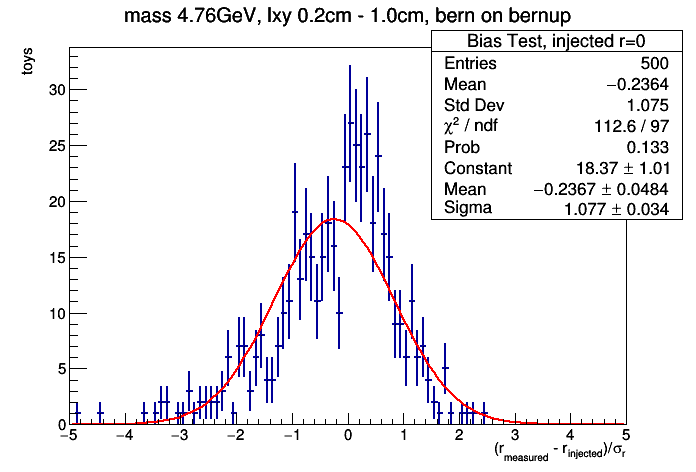 mass 4.76GeV, lxy 0.2cm - 1.0cm, bern on bernup
Bias Test, injected r=0
Entries 500
Mean −0.2364
Std Dev 1.075
χ² / ndf 112.6 / 97
Prob 0.133
Constant 18.37 ± 1.01
Mean −0.2367 ± 0.0484
Sigma 1.077 ± 0.034
toys
30
25
20
15
10
5
0
−5 −4 −3 −2 −1 0 1 2 3 4 5
(r_measured - r_injected)/σ_r